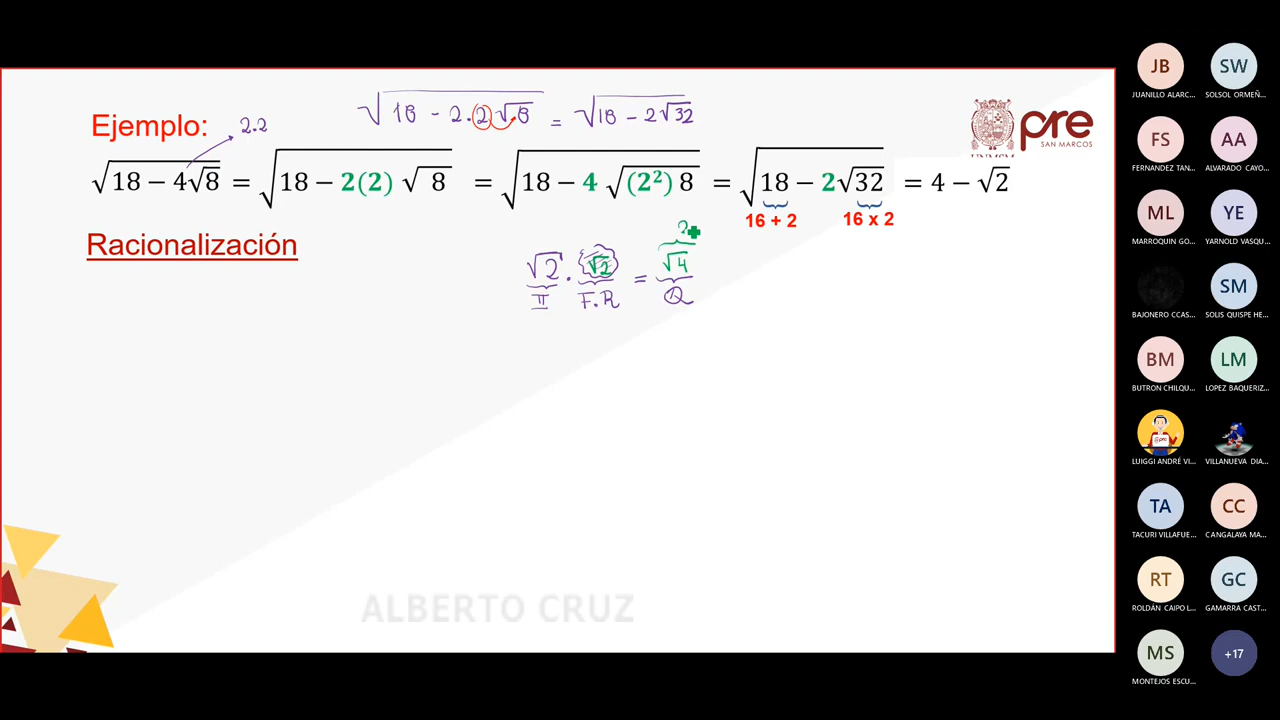 √18 - 2.2√8 = √18 - 2√32
Ejemplo:
2.2
pre
SAN MARCOS
UNMSM
√18 − 4√8 = √18 − 2(2) √8 = √18 − 4 √(2²) 8 = √18 − 2√32 = 4 − √2
16 + 2
16 x 2
Racionalización
2
√2 . √2 = √4
II F.R Q
ALBERTO CRUZ
JB
JUANILLO ALARC...
SW
SOLSOL ORMEÑ...
FS
FERNANDEZ TAN...
AA
ALVARADO CAYO...
ML
MARROQUIN GO...
YE
YARNOLD VASQU...
BAJONERO CCAS...
SM
SOLIS QUISPE HE...
BM
BUTRON CHILQU...
LM
LOPEZ BAQUERIZ...
LUIGGI ANDRÉ VI...
VILLANUEVA DIA...
TA
TACURI VILLAFUE...
CC
CANGALAYA MA...
RT
ROLDÁN CAIPO L...
GC
GAMARRA CAST...
MS
MONTEJOS ESCU...
+17